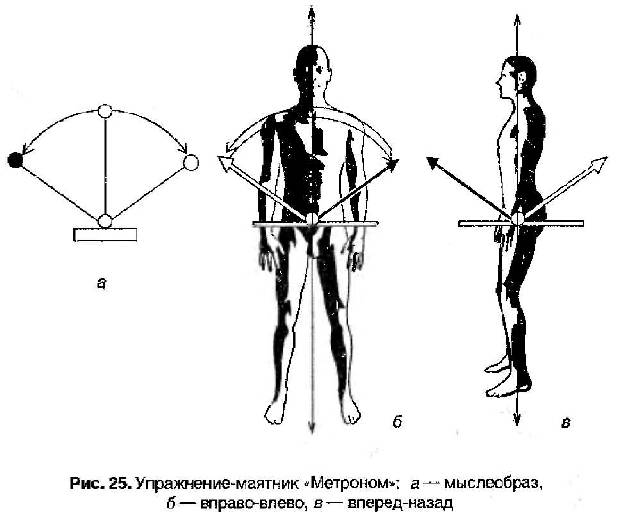 а
б
в
Рис. 25. Упражнение-маятник «Метроном»: а — мыслеобраз,
б — вправо-влево, в — вперед-назад